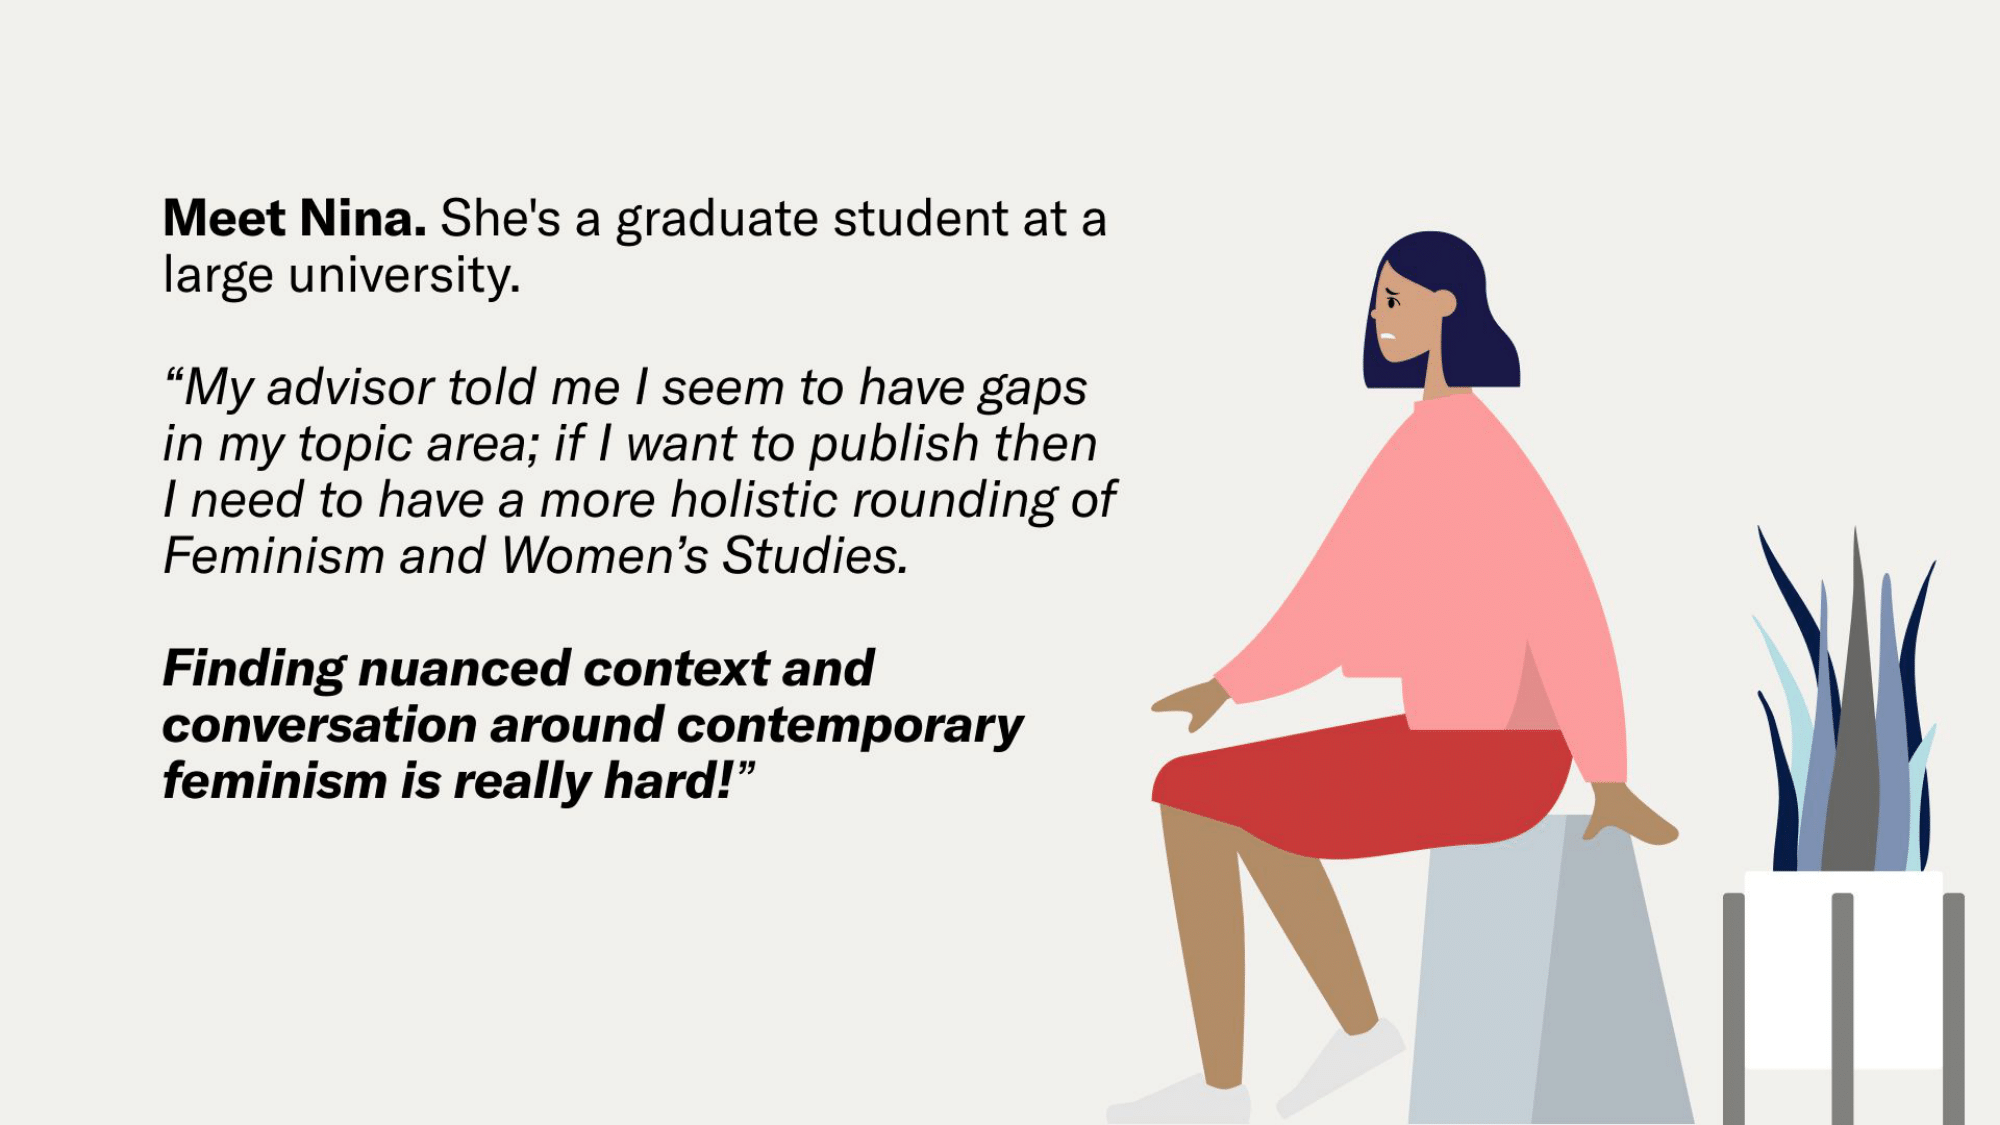 Meet Nina. She's a graduate student at a
large university.
“My advisor told me I seem to have gaps
in my topic area; if I want to publish then
I need to have a more holistic rounding of
Feminism and Women’s Studies.
Finding nuanced context and
conversation around contemporary
feminism is really hard!”